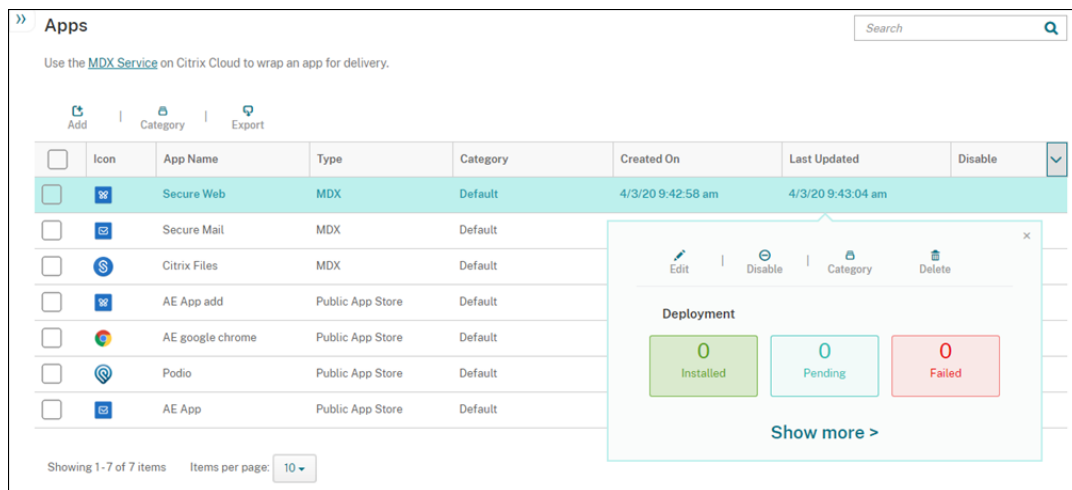 Apps
Search
Use the MDX Service on Citrix Cloud to wrap an app for delivery.
Add | Category | Export
Icon App Name Type Category Created On Last Updated Disable
Secure Web MDX Default 4/3/20 9:42:58 am 4/3/20 9:43:04 am
Secure Mail MDX Default
Citrix Files MDX Default
AE App add Public App Store Default
AE google chrome Public App Store Default
Podio Public App Store Default
AE App Public App Store Default
Edit | Disable | Category Delete
Deployment
0 0 0
Installed Pending Failed
Show more >
Showing 1-7 of 7 items Items per page: 10